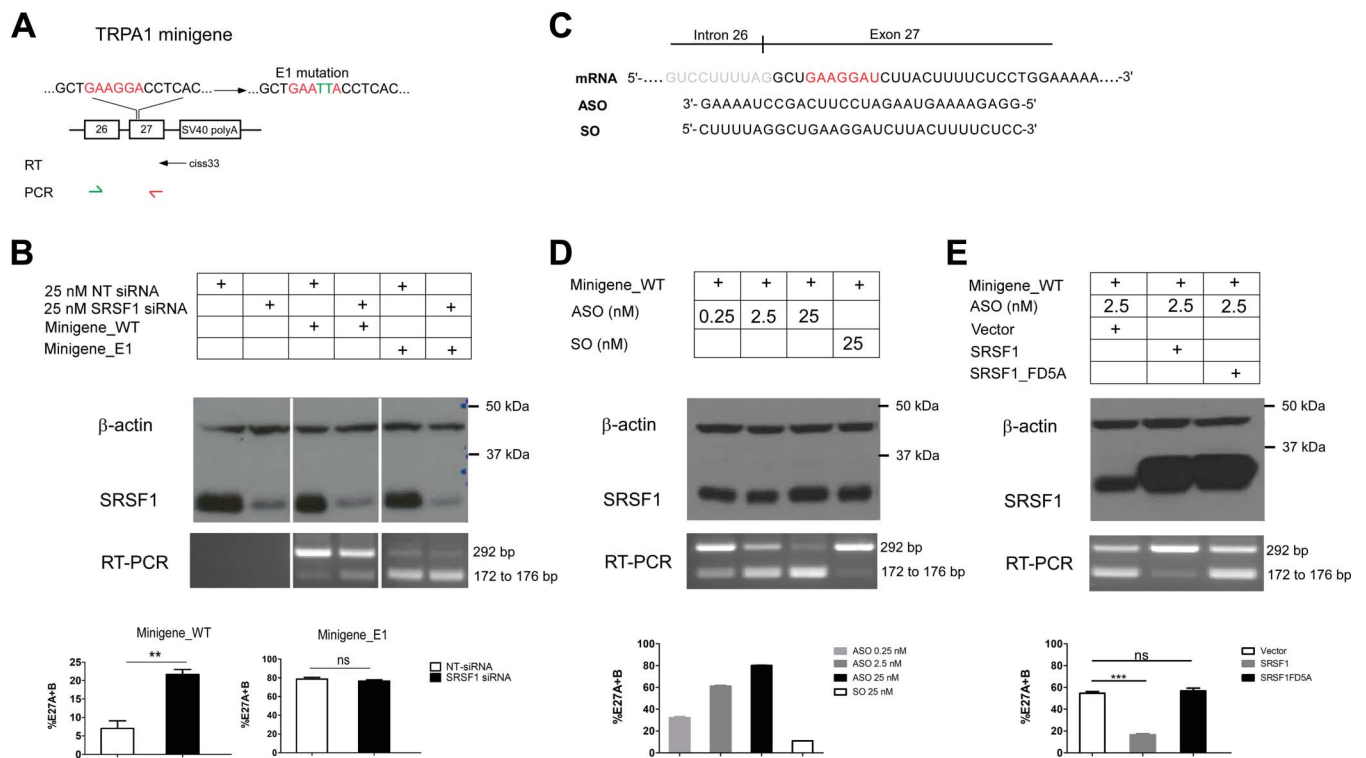 A
TRPA1 minigene
E1 mutation
...GCTGAAGGACCTCAC... ...GCTGAATTACCTCAC...
26 27 SV40 polyA
RT ciss33
PCR
B
25 nM NT siRNA + + +
25 nM SRSF1 siRNA + + +
Minigene_WT + +
Minigene_E1 + +
β-actin
50 kDa
37 kDa
SRSF1
RT-PCR
292 bp
172 to 176 bp
Minigene_WT
%E27A+B
25
20
15
10
5
0
**
Minigene_E1
%E27A+B
100
80
60
40
20
0
ns
NT-siRNA
SRSF1 siRNA
C
Intron 26 Exon 27
mRNA 5'-....GUCCUUUUAGGCUGAAGGAUCUUACUUUUCUCCTGGAAAAA....-3'
ASO 3'-GAAAAUCCGACUUCCUAGAAUGAAAAGAGG-5'
SO 5'-CUUUUAGGCUGAAGGAUCUUACUUUUCUCC-3'
D
Minigene_WT + + + +
ASO (nM) 0.25 2.5 25
SO (nM) 25
β-actin
50 kDa
37 kDa
SRSF1
RT-PCR
292 bp
172 to 176 bp
%E27A+B
100
80
60
40
20
0
ASO 0.25 nM
ASO 2.5 nM
ASO 25 nM
SO 25 nM
E
Minigene_WT + + +
ASO (nM) 2.5 2.5 2.5
Vector +
SRSF1 +
SRSF1_FD5A +
β-actin
50 kDa
37 kDa
SRSF1
RT-PCR
292 bp
172 to 176 bp
%E27A+B
100
80
60
40
20
0
ns
***
Vector
SRSF1
SRSF1FD5A